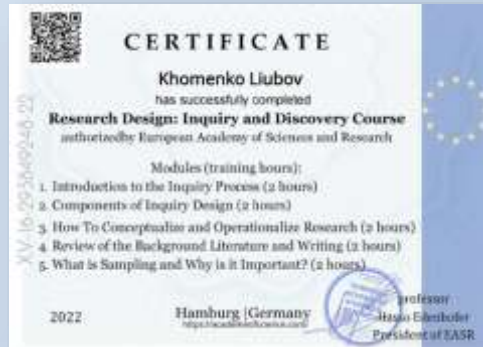 CERTIFICATE
Khomenko Liubov
has successfully completed
Research Design: Inquiry and Discovery Course
authorizedby European Academy of Sciences and Research
Modules (training hours):
1. Introduction to the Inquiry Process (2 hours)
2. Components of Inquiry Design (2 hours)
3. How To Conceptualize and Operationalize Research (2 hours)
4. Review of the Background Literature and Writing (2 hours)
5. What is Sampling and Why is it Important? (2 hours)
2022
Hamburg |Germany
professor
President of EASR